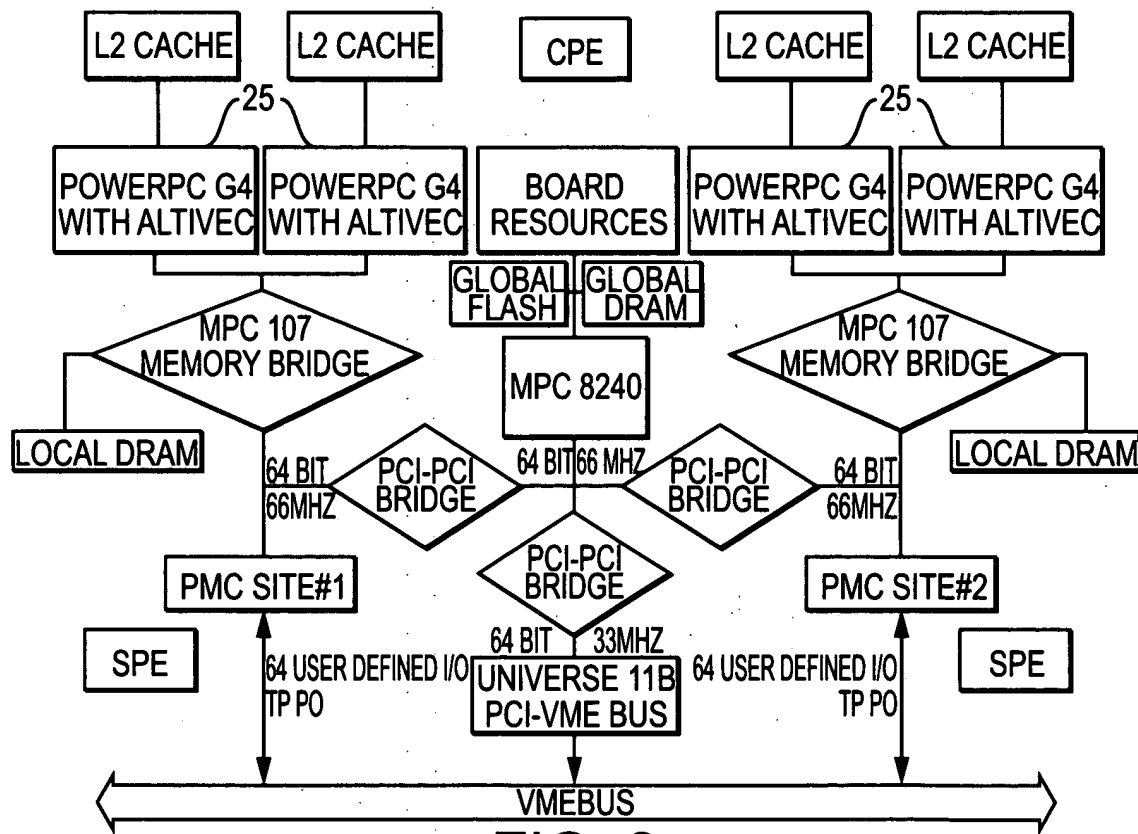 L2 CACHE
L2 CACHE
CPE
L2 CACHE
L2 CACHE
25
25
POWERPC G4
WITH ALTIVEC
POWERPC G4
WITH ALTIVEC
BOARD
RESOURCES
POWERPC G4
WITH ALTIVEC
POWERPC G4
WITH ALTIVEC
GLOBAL
FLASH
GLOBAL
DRAM
MPC 107
MEMORY BRIDGE
MPC 8240
MPC 107
MEMORY BRIDGE
LOCAL DRAM
LOCAL DRAM
64 BIT
66MHZ
PCI-PCI
BRIDGE
64 BIT
66 MHZ
PCI-PCI
BRIDGE
64 BIT
66MHZ
PCI-PCI
BRIDGE
PMC SITE#1
PMC SITE#2
64 BIT
33MHZ
SPE
64 USER DEFINED I/O
TP PO
UNIVERSE 11B
PCI-VME BUS
64 USER DEFINED I/O
TP PO
SPE
VMEBUS